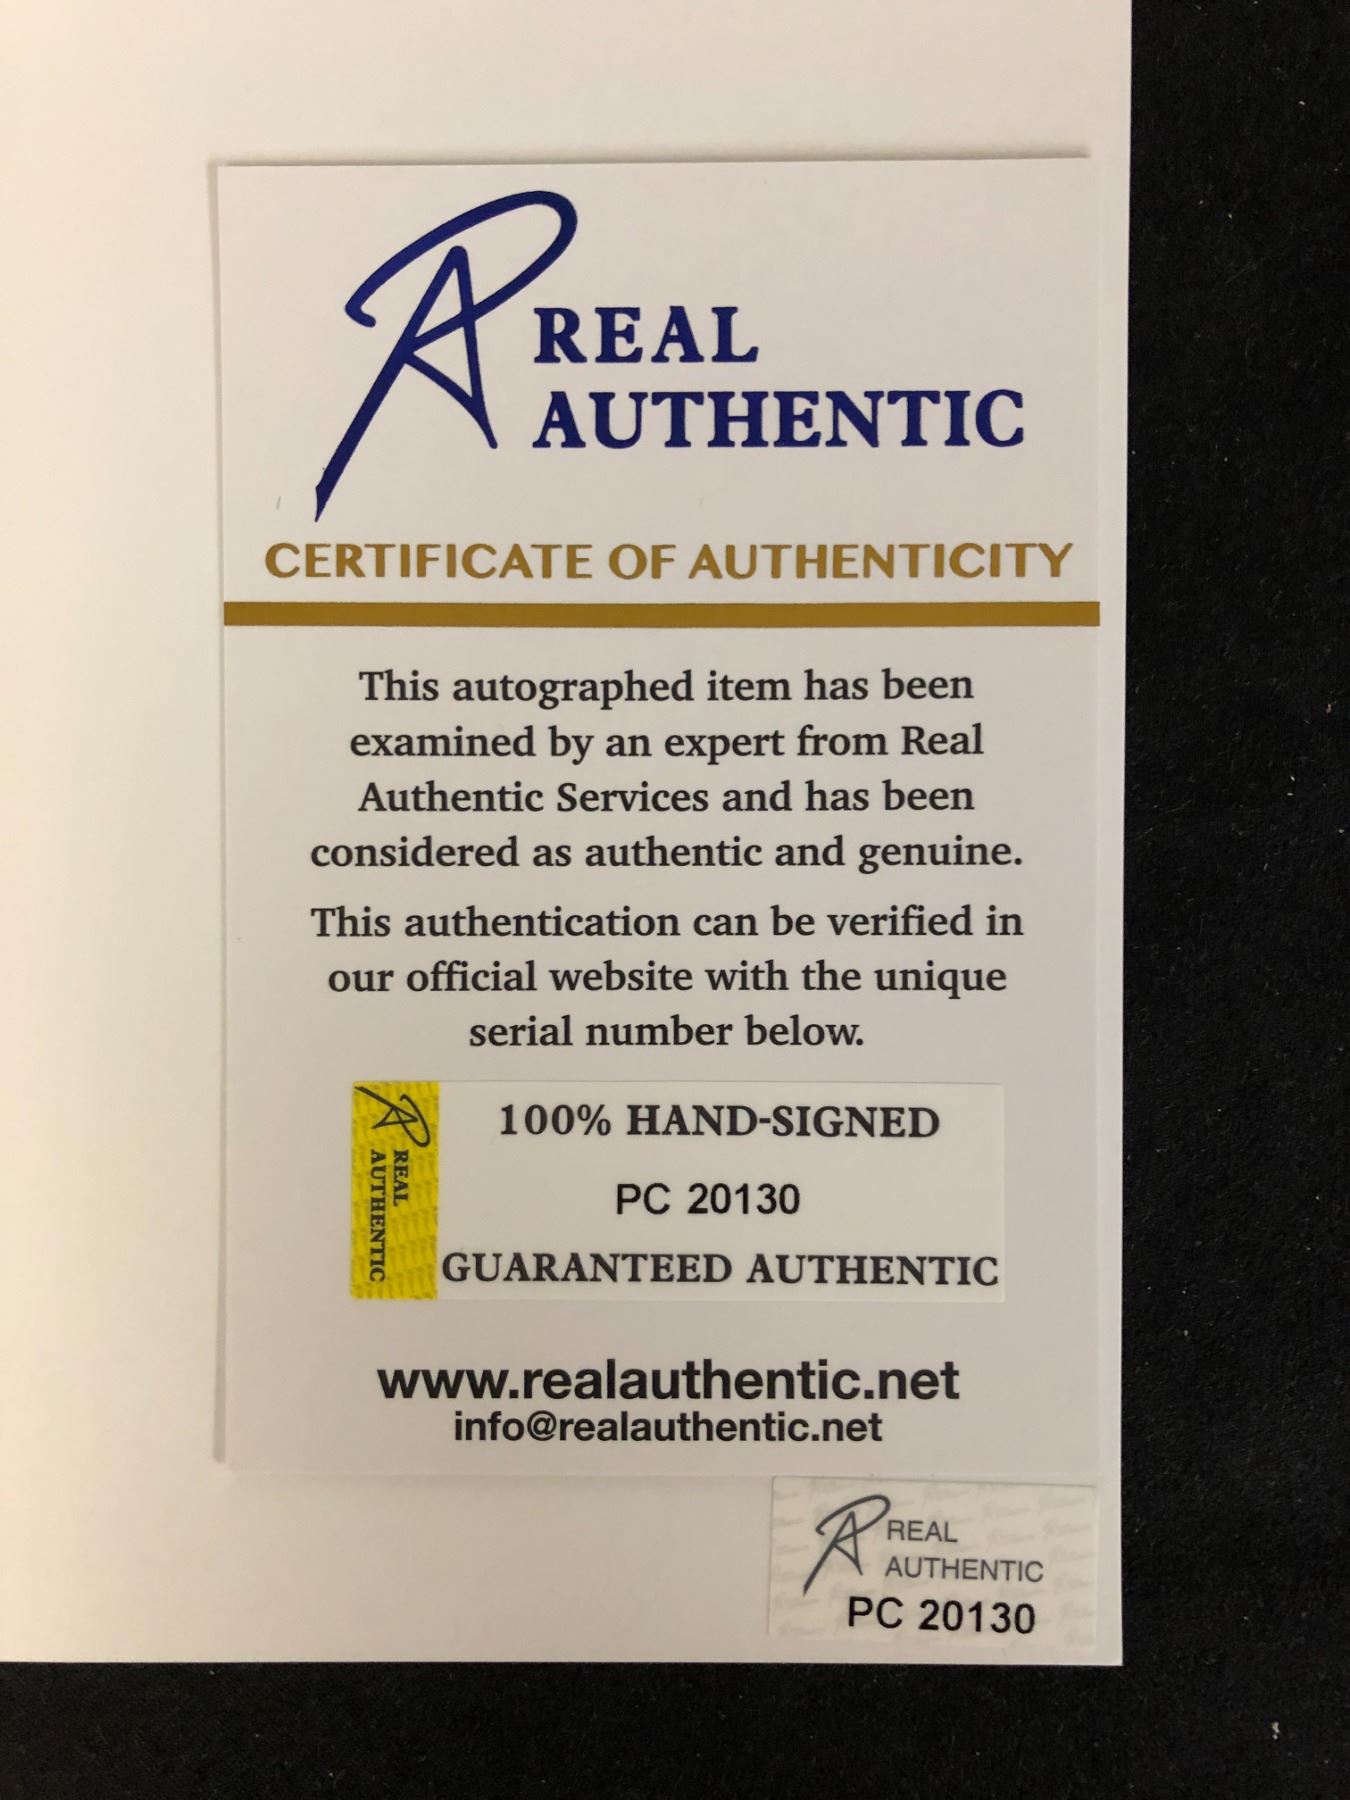 REAL
AUTHENTIC
CERTIFICATE OF AUTHENTICITY
This autographed item has been
examined by an expert from Real
Authentic Services and has been
considered as authentic and genuine.
This authentication can be verified in
our official website with the unique
serial number below.
REAL
AUTHENTIC
100% HAND-SIGNED
PC 20130
GUARANTEED AUTHENTIC
www.realauthentic.net
info@realauthentic.net
REAL
AUTHENTIC
PC 20130